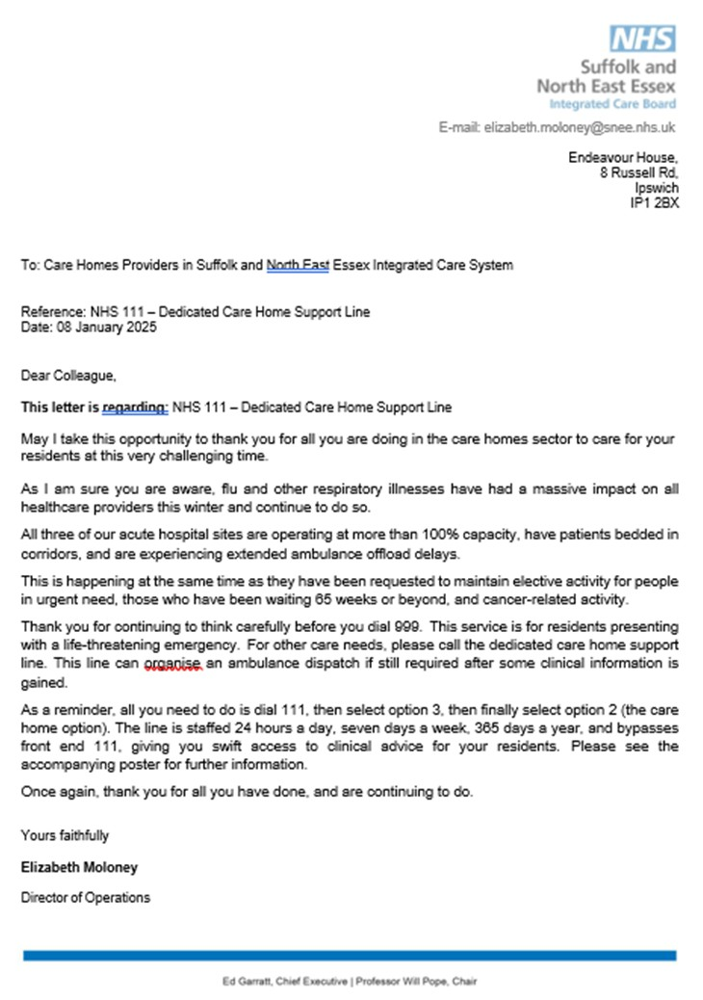 NHS
Suffolk and
North East Essex
Integrated Care Board
E-mail: elizabeth.moloney@snee.nhs.uk
Endeavour House,
8 Russell Rd,
Ipswich
IP1 2BX
To: Care Homes Providers in Suffolk and North East Essex Integrated Care System
Reference: NHS 111 – Dedicated Care Home Support Line
Date: 08 January 2025
Dear Colleague,
This letter is regarding: NHS 111 – Dedicated Care Home Support Line
May I take this opportunity to thank you for all you are doing in the care homes sector to care for your
residents at this very challenging time.
As I am sure you are aware, flu and other respiratory illnesses have had a massive impact on all
healthcare providers this winter and continue to do so.
All three of our acute hospital sites are operating at more than 100% capacity, have patients bedded in
corridors, and are experiencing extended ambulance offload delays.
This is happening at the same time as they have been requested to maintain elective activity for people
in urgent need, those who have been waiting 65 weeks or beyond, and cancer-related activity.
Thank you for continuing to think carefully before you dial 999. This service is for residents presenting
with a life-threatening emergency. For other care needs, please call the dedicated care home support
line. This line can organise an ambulance dispatch if still required after some clinical information is
gained.
As a reminder, all you need to do is dial 111, then select option 3, then finally select option 2 (the care
home option). The line is staffed 24 hours a day, seven days a week, 365 days a year, and bypasses
front end 111, giving you swift access to clinical advice for your residents. Please see the
accompanying poster for further information.
Once again, thank you for all you have done, and are continuing to do.
Yours faithfully
Elizabeth Moloney
Director of Operations
Ed Garratt, Chief Executive | Professor Will Pope, Chair